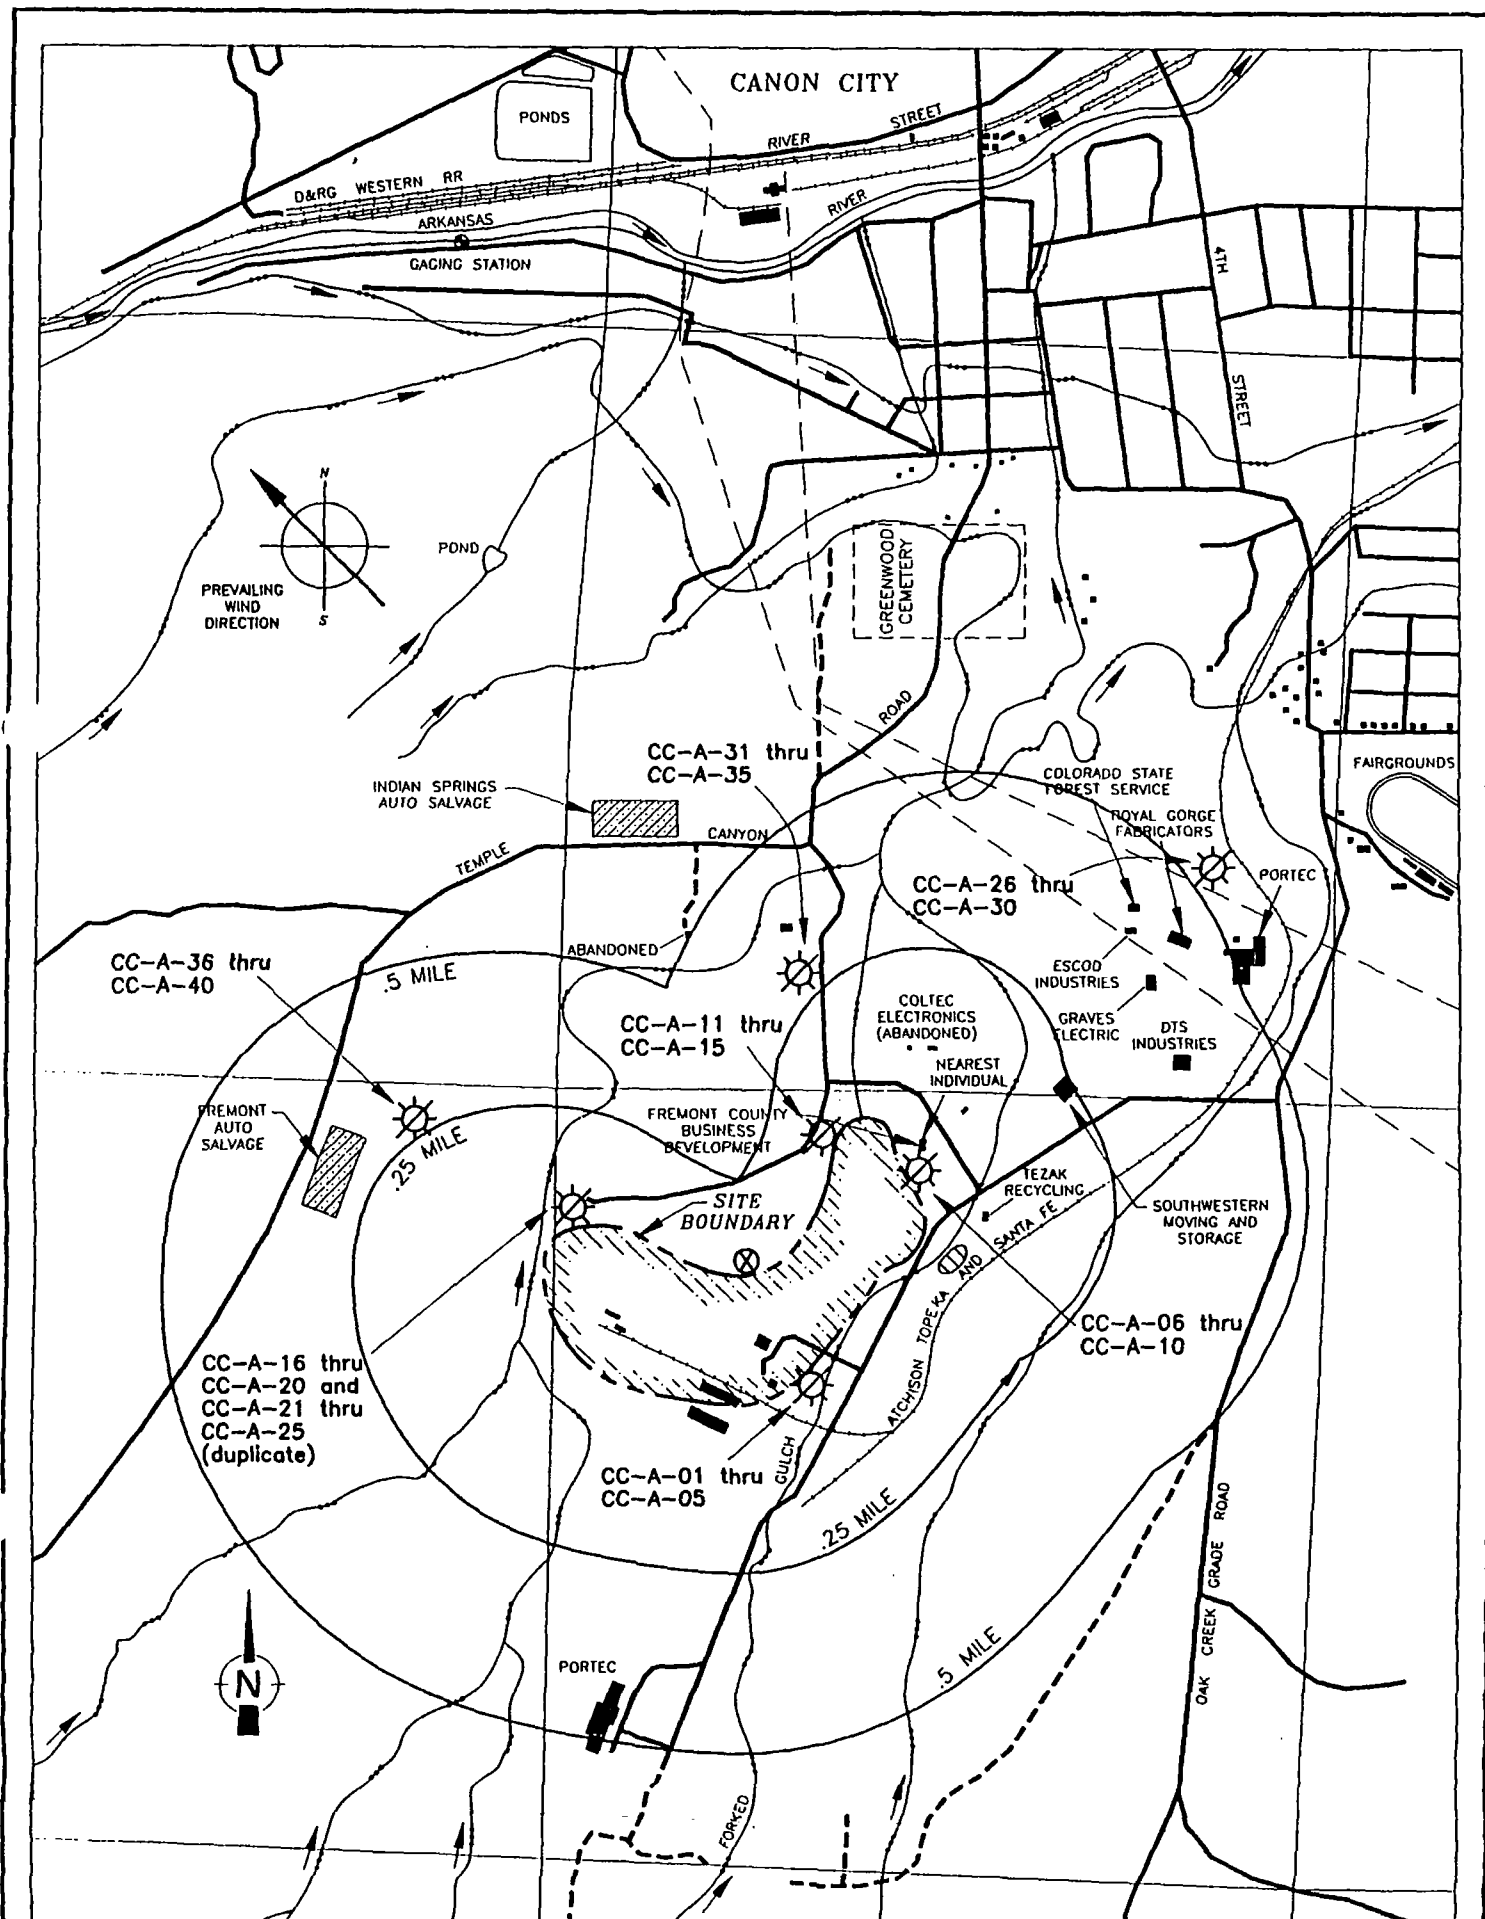 CANON CITY
PONDS
RIVER STREET
D&RG WESTERN RR
ARKANSAS RIVER
GAGING STATION
4TH STREET
N
S
PREVAILING
WIND
DIRECTION
POND
GREENWOOD
CEMETERY
ROAD
CC-A-31 thru
CC-A-35
INDIAN SPRINGS
AUTO SALVAGE
COLORADO STATE
FOREST SERVICE
ROYAL GORGE
FABRICATORS
FAIRGROUNDS
TEMPLE CANYON
CC-A-26 thru
CC-A-30
PORTEC
ABANDONED
CC-A-36 thru
CC-A-40
.5 MILE
ESCOD
INDUSTRIES
GRAVES
ELECTRIC
DTS
INDUSTRIES
CC-A-11 thru
CC-A-15
COLTEC
ELECTRONICS
(ABANDONED)
NEAREST
INDIVIDUAL
FREMONT
AUTO
SALVAGE
.25 MILE
FREMONT COUNTY
BUSINESS
DEVELOPMENT
SITE
BOUNDARY
TEZAK
RECYCLING
SOUTHWESTERN
MOVING AND
STORAGE
ATCHISON TOPEKA AND SANTA FE
CC-A-06 thru
CC-A-10
CC-A-16 thru
CC-A-20 and
CC-A-21 thru
CC-A-25
(duplicate)
CC-A-01 thru
CC-A-05
GULCH
.25 MILE
OAK CREEK GRADE ROAD
.5 MILE
N
PORTEC
FORKED